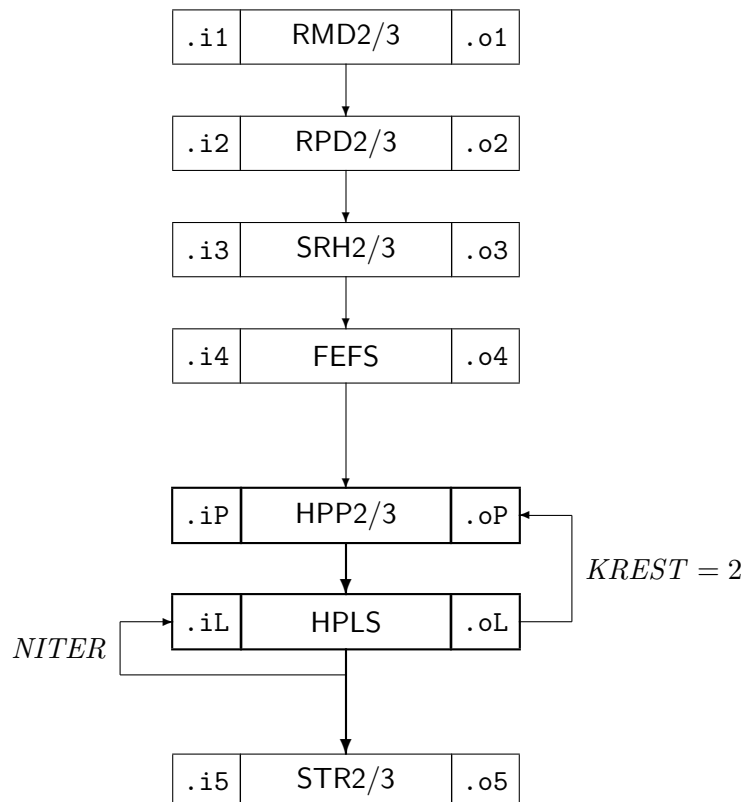 .i1 RMD2/3 .o1
.i2 RPD2/3 .o2
.i3 SRH2/3 .o3
.i4 FEFS .o4
.iP HPP2/3 .oP
KREST = 2
.iL HPLS .oL
NITER
.i5 STR2/3 .o5